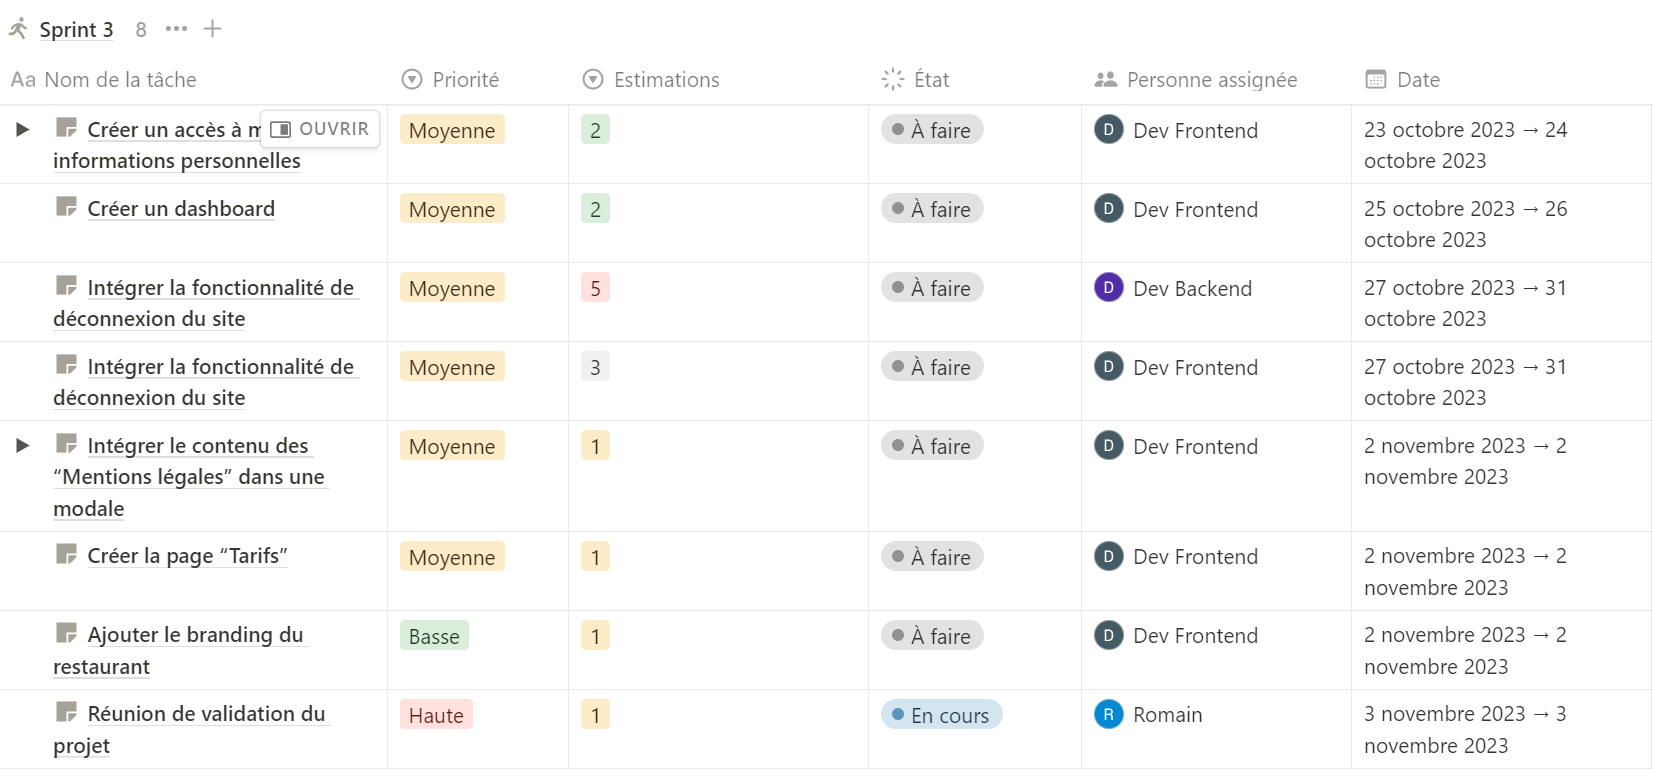 Sprint 3 8
Aa Nom de la tâche Priorité Estimations État Personne assignée Date
Créer un accès à OUVRIR Moyenne 2 À faire D Dev Frontend 23 octobre 2023 → 24
informations personnelles octobre 2023
Créer un dashboard Moyenne 2 À faire D Dev Frontend 25 octobre 2023 → 26
octobre 2023
Intégrer la fonctionnalité de Moyenne 5 À faire D Dev Backend 27 octobre 2023 → 31
déconnexion du site octobre 2023
Intégrer la fonctionnalité de Moyenne 3 À faire D Dev Frontend 27 octobre 2023 → 31
déconnexion du site octobre 2023
Intégrer le contenu des Moyenne 1 À faire D Dev Frontend 2 novembre 2023 → 2
“Mentions légales” dans une novembre 2023
modale
Créer la page “Tarifs” Moyenne 1 À faire D Dev Frontend 2 novembre 2023 → 2
novembre 2023
Ajouter le branding du Basse 1 À faire D Dev Frontend 2 novembre 2023 → 2
restaurant novembre 2023
Réunion de validation du Haute 1 En cours R Romain 3 novembre 2023 → 3
projet novembre 2023